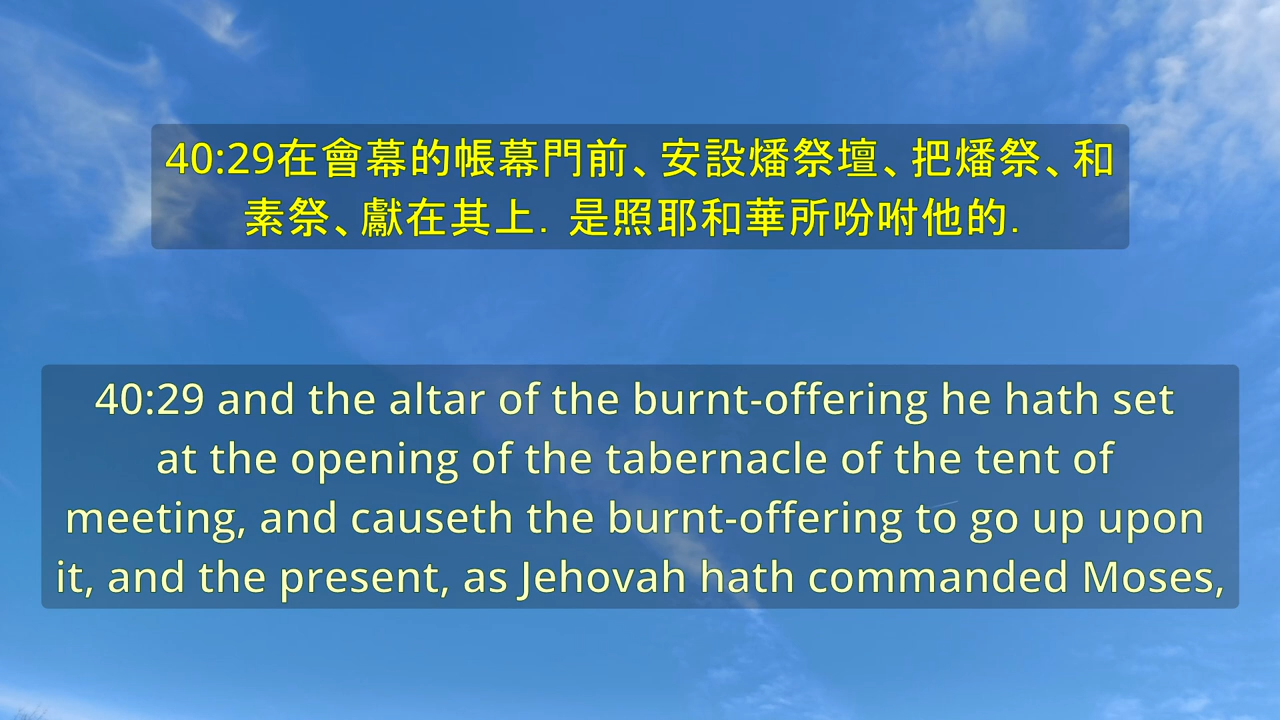 40:29在會幕的帳幕門前、安設燔祭壇、把燔祭、和
素祭、獻在其上．是照耶和華所吩咐他的．
40:29 and the altar of the burnt-offering he hath set
at the opening of the tabernacle of the tent of
meeting, and causeth the burnt-offering to go up upon
it, and the present, as Jehovah hath commanded Moses,